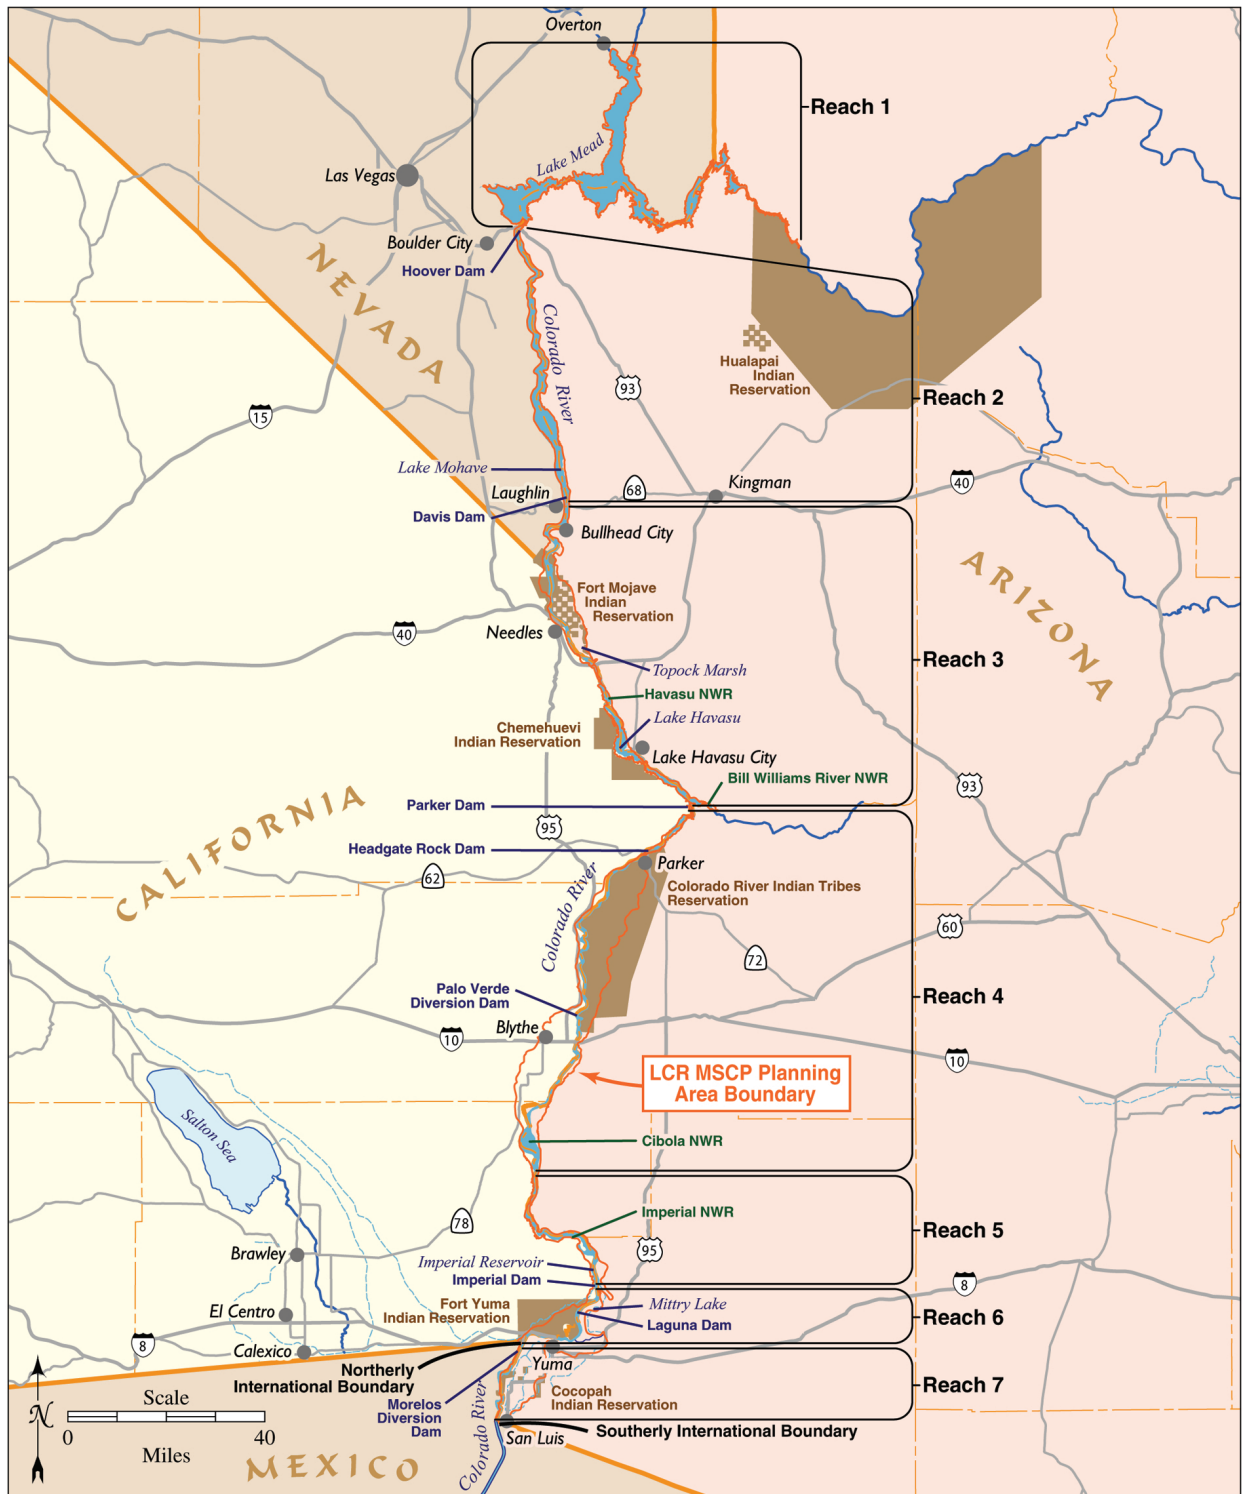 Overton
Reach 1
Lake Mead
Las Vegas
Boulder City
Hoover Dam
NEVADA
Colorado River
93
Hualapai
Indian
Reservation
Reach 2
15
Lake Mohave
Laughlin
68
Kingman
40
Davis Dam
Bullhead City
ARIZONA
Fort Mojave
Indian
Reservation
40
Needles
Topock Marsh
Reach 3
Havasu NWR
Chemehuevi
Indian Reservation
Lake Havasu
Lake Havasu City
Bill Williams River NWR
93
CALIFORNIA
Parker Dam
95
Headgate Rock Dam
Parker
62
Colorado River
Colorado River Indian Tribes
Reservation
60
72
Palo Verde
Diversion Dam
Reach 4
Blythe
10
10
LCR MSCP Planning
Area Boundary
Salton Sea
Cibola NWR
Imperial NWR
78
95
Reach 5
Brawley
Imperial Reservoir
Imperial Dam
8
El Centro
Fort Yuma
Indian Reservation
Mittry Lake
Laguna Dam
Reach 6
8
Calexico
Northerly
International Boundary
Yuma
Reach 7
Morelos
Diversion
Dam
Colorado River
Cocopah
Indian Reservation
Scale
N
0
40
Miles
San Luis
Southerly International Boundary
MEXICO